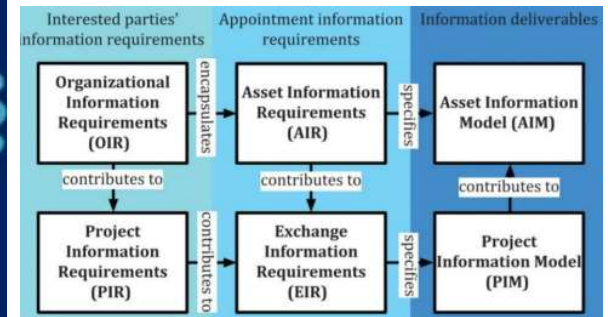 Interested parties'
information requirements
Appointment information
requirements
Information deliverables
Organizational
Information
Requirements
(OIR)
encapsulates
Asset Information
Requirements
(AIR)
specifies
Asset Information
Model (AIM)
contributes to
contributes to
contributes to
Project
Information
Requirements
(PIR)
contributes
to
Exchange
Information
Requirements
(EIR)
specifies
Project
Information Model
(PIM)